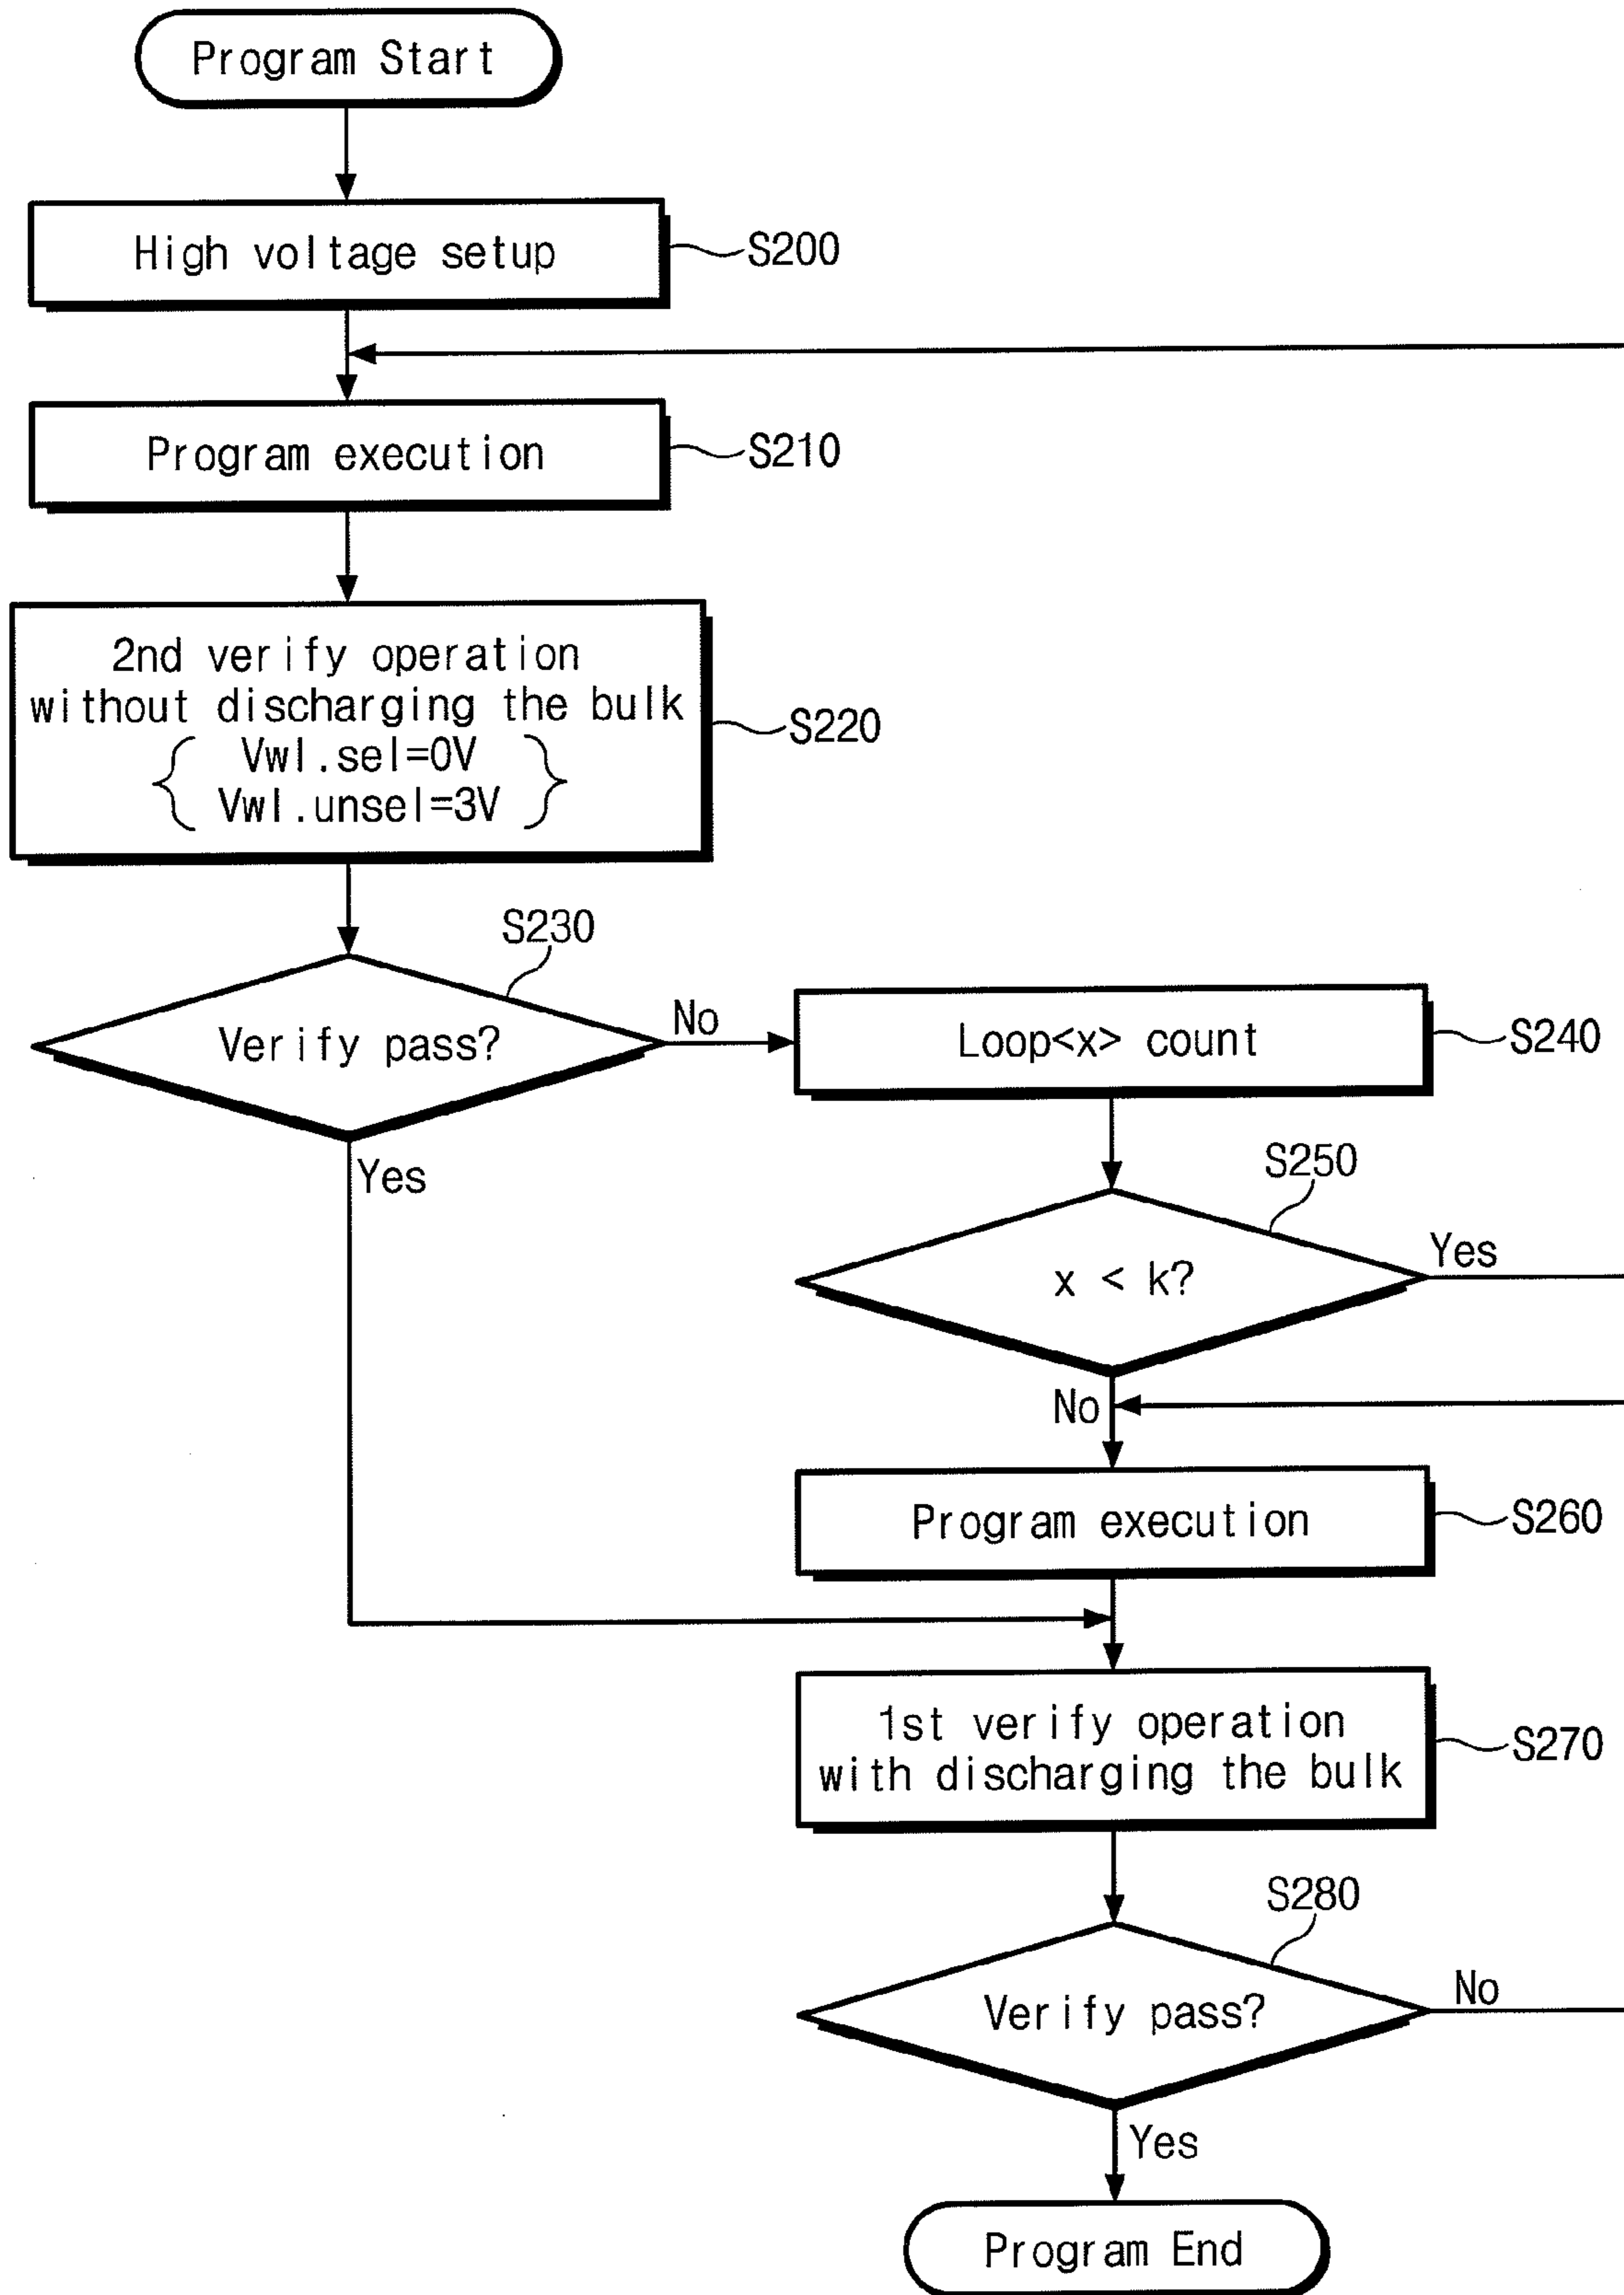 Program Start
High voltage setup
S200
Program execution
S210
2nd verify operation
without discharging the bulk
Vwl.sel=0V
Vwl.unsel=3V
S220
S230
Verify pass?
No
Yes
Loop<x> count
S240
S250
x < k?
Yes
No
Program execution
S260
1st verify operation
with discharging the bulk
S270
S280
Verify pass?
No
Yes
Program End